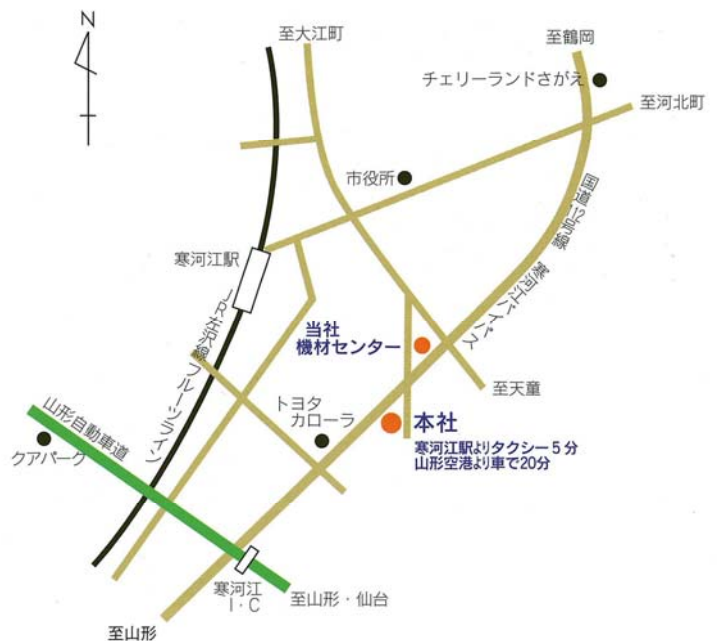 N
至大江町
至鶴岡
チェリーランドさがえ
至河北町
市役所
国道112号線 寒河江バイパス
寒河江駅
JR左沢線 フルーツライン
当社
機材センター
至天童
トヨタ
カローラ
本社
寒河江駅よりタクシー5分
山形空港より車で20分
山形自動車道
クアパーク
寒河江
I・C
至山形・仙台
至山形